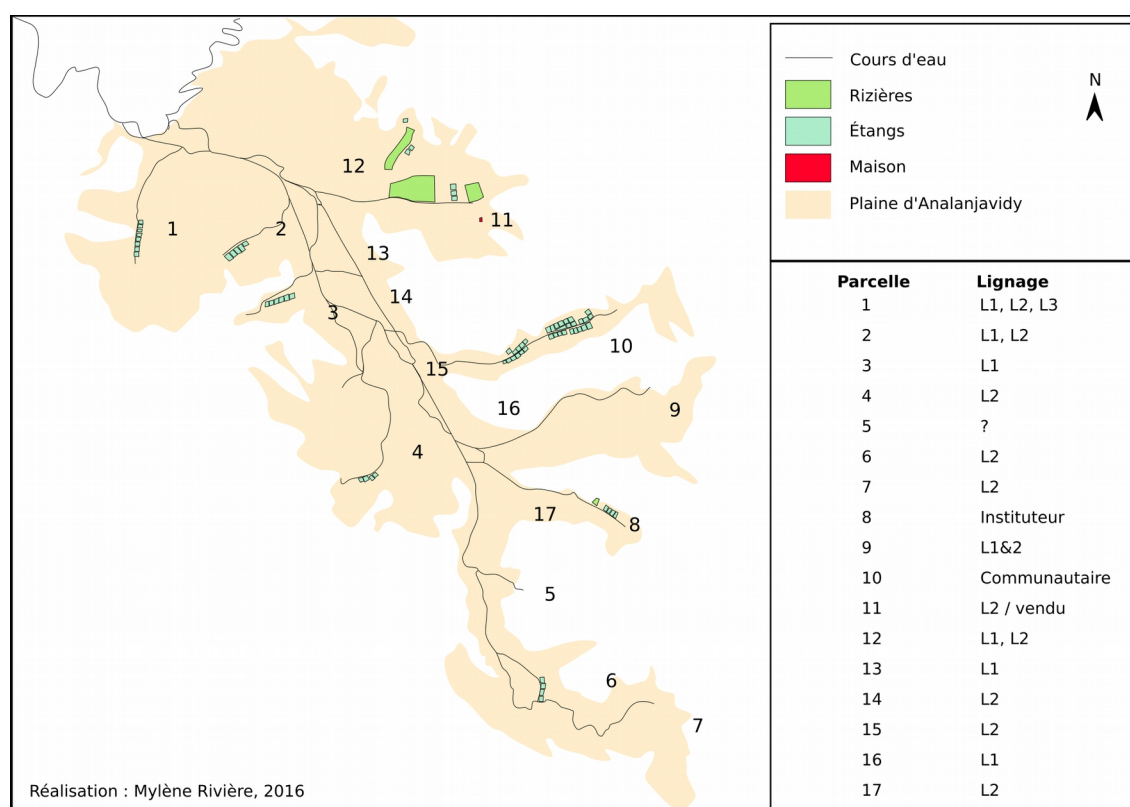 Cours d'eau
N
Rizières
Étangs
Maison
Plaine d'Analanjavidy
12
11
1
2
13
14
3
10
15
16
9
4
17
8
5
6
7
Réalisation : Mylène Rivière, 2016
Parcelle Lignage
1 L1, L2, L3
2 L1, L2
3 L1
4 L2
5 ?
6 L2
7 L2
8 Instituteur
9 L1&2
10 Communautaire
11 L2 / vendu
12 L1, L2
13 L1
14 L2
15 L2
16 L1
17 L2